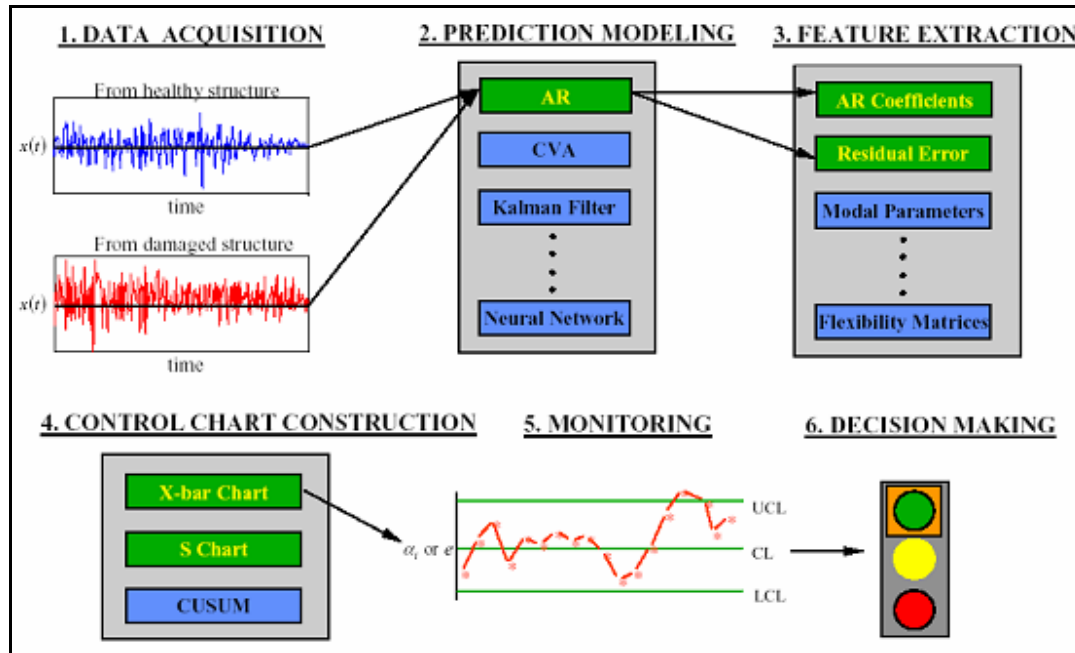 1. DATA ACQUISITION
From healthy structure
x(t)
time
From damaged structure
x(t)
time
2. PREDICTION MODELING
AR
CVA
Kalman Filter
Neural Network
3. FEATURE EXTRACTION
AR Coefficients
Residual Error
Modal Parameters
Flexibility Matrices
4. CONTROL CHART CONSTRUCTION
X-bar Chart
S Chart
CUSUM
5. MONITORING
αᵢ or e
UCL
CL
LCL
6. DECISION MAKING